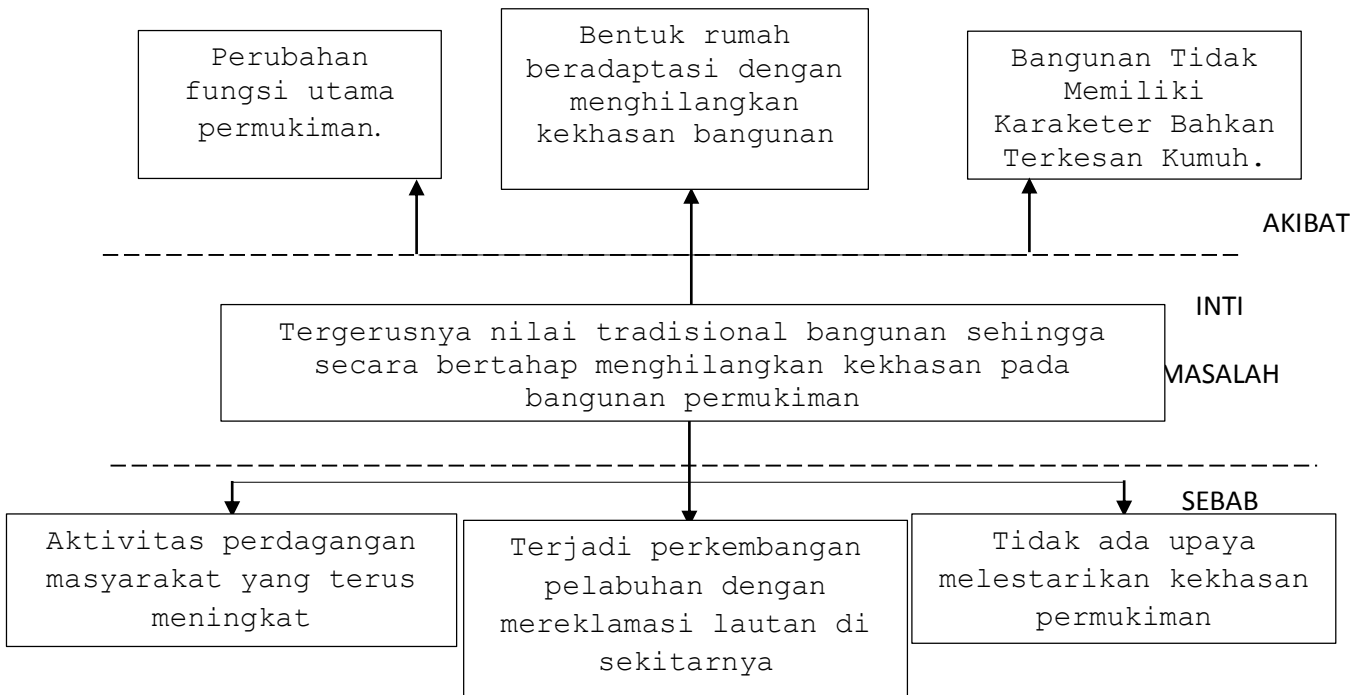 Perubahan
fungsi utama
permukiman.
Bentuk rumah
beradaptasi dengan
menghilangkan
kekhasan bangunan
Bangunan Tidak
Memiliki
Karaketer Bahkan
Terkesan Kumuh.
AKIBAT
INTI
MASALAH
Tergerusnya nilai tradisional bangunan sehingga
secara bertahap menghilangkan kekhasan pada
bangunan permukiman
SEBAB
Aktivitas perdagangan
masyarakat yang terus
meningkat
Terjadi perkembangan
pelabuhan dengan
mereklamasi lautan di
sekitarnya
Tidak ada upaya
melestarikan kekhasan
permukiman